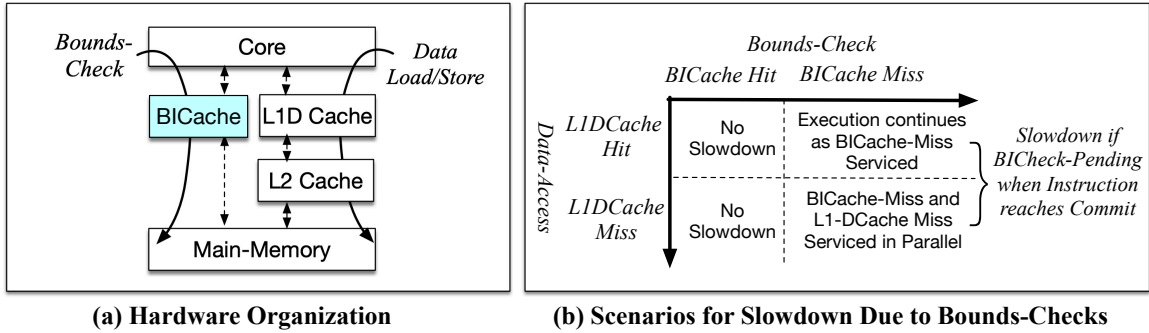 Bounds-
Check
Core
Data
Load/Store
BICache
L1D Cache
L2 Cache
Main-Memory
(a) Hardware Organization
Bounds-Check
BICache Hit
BICache Miss
Data-Access
L1DCache
Hit
No
Slowdown
Execution continues
as BICache-Miss
Serviced
L1DCache
Miss
No
Slowdown
BICache-Miss and
L1-DCache Miss
Serviced in Parallel
Slowdown if
BICheck-Pending
when Instruction
reaches Commit
(b) Scenarios for Slowdown Due to Bounds-Checks